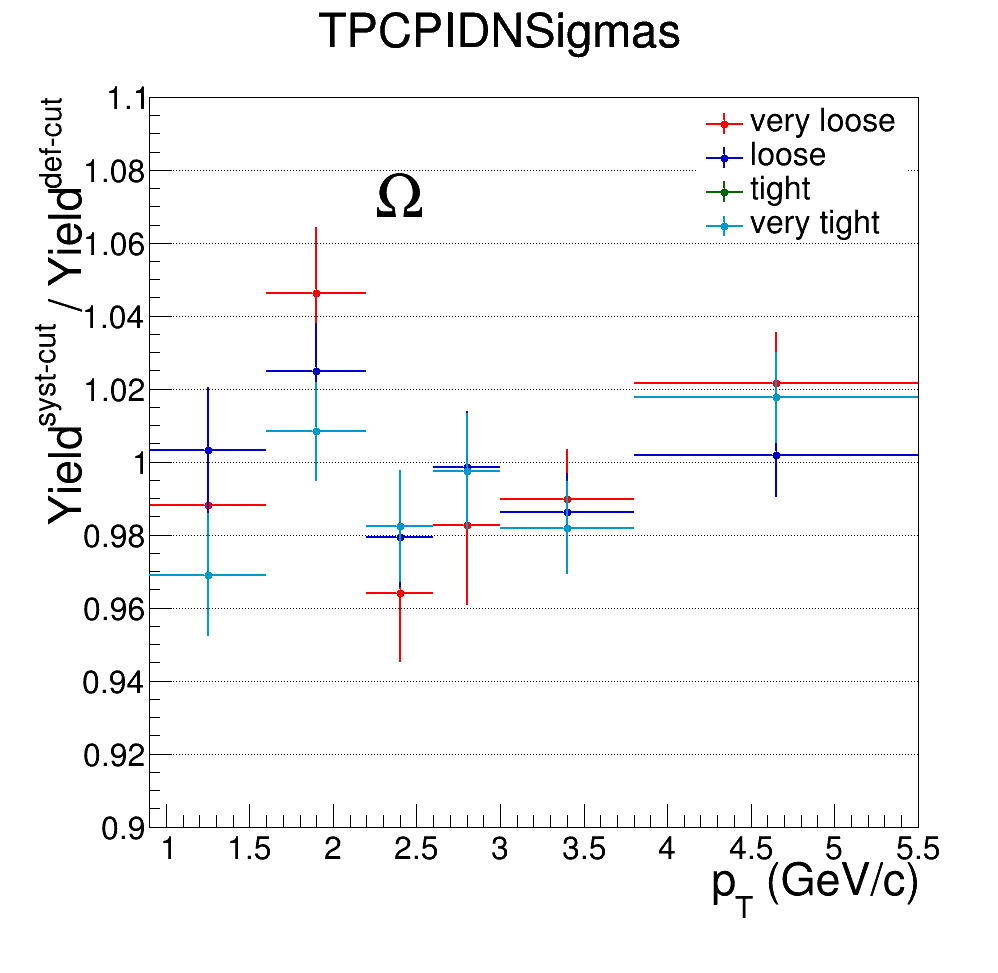 TPCPIDNSigmas
Yield^syst-cut / Yield^def-cut
1.1
1.08
1.06
1.04
1.02
1
0.98
0.96
0.94
0.92
0.9
Ω
very loose
loose
tight
very tight
1 1.5 2 2.5 3 3.5 4 4.5 5 5.5
p_T (GeV/c)